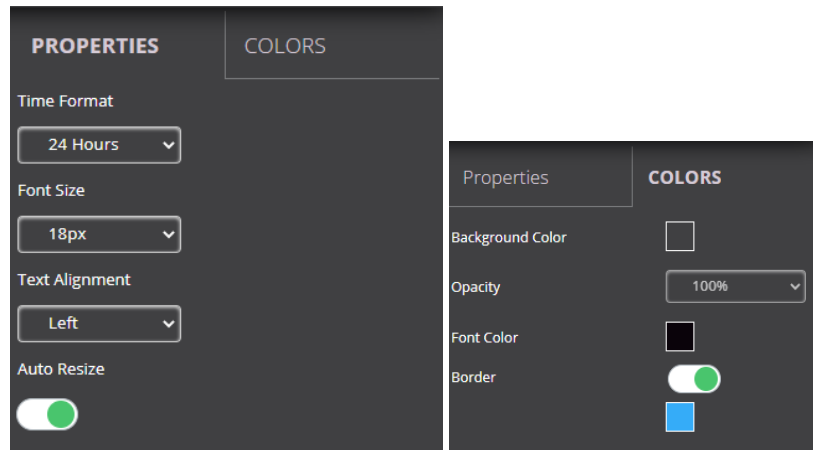 PROPERTIES COLORS
Time Format
24 Hours
Font Size
18px
Text Alignment
Left
Auto Resize
Properties COLORS
Background Color
Opacity 100%
Font Color
Border